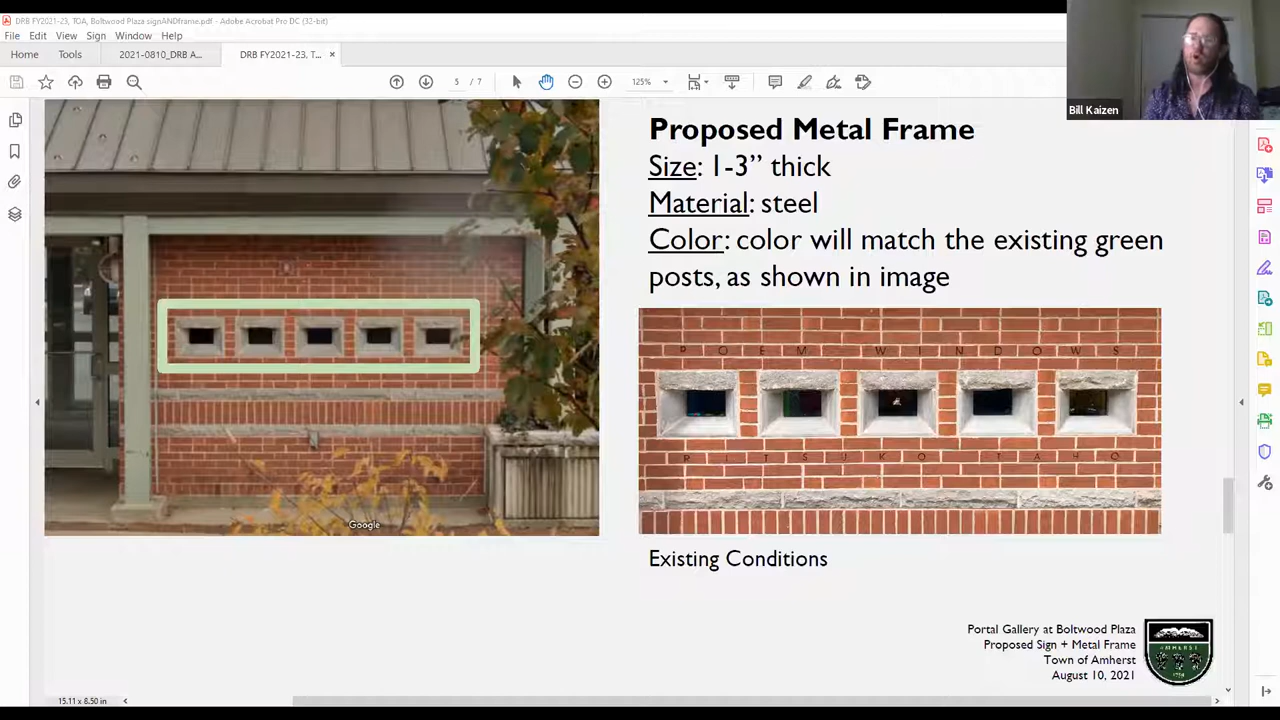 DRB FY2021-23, TOA, Boltwood Plaza signANDframe.pdf - Adobe Acrobat Pro DC (32-bit)
File Edit View Sign Window Help
Home Tools 2021-0810_DRB A... DRB FY2021-23, T... ×
5 / 7 125%
Bill Kaizen
Proposed Metal Frame
Size: 1-3” thick
Material: steel
Color: color will match the existing green
posts, as shown in image
POEM WINDOWS
Google
Existing Conditions
Portal Gallery at Boltwood Plaza
Proposed Sign + Metal Frame
Town of Amherst
August 10, 2021
AMHERST
15.11 x 8.50 in